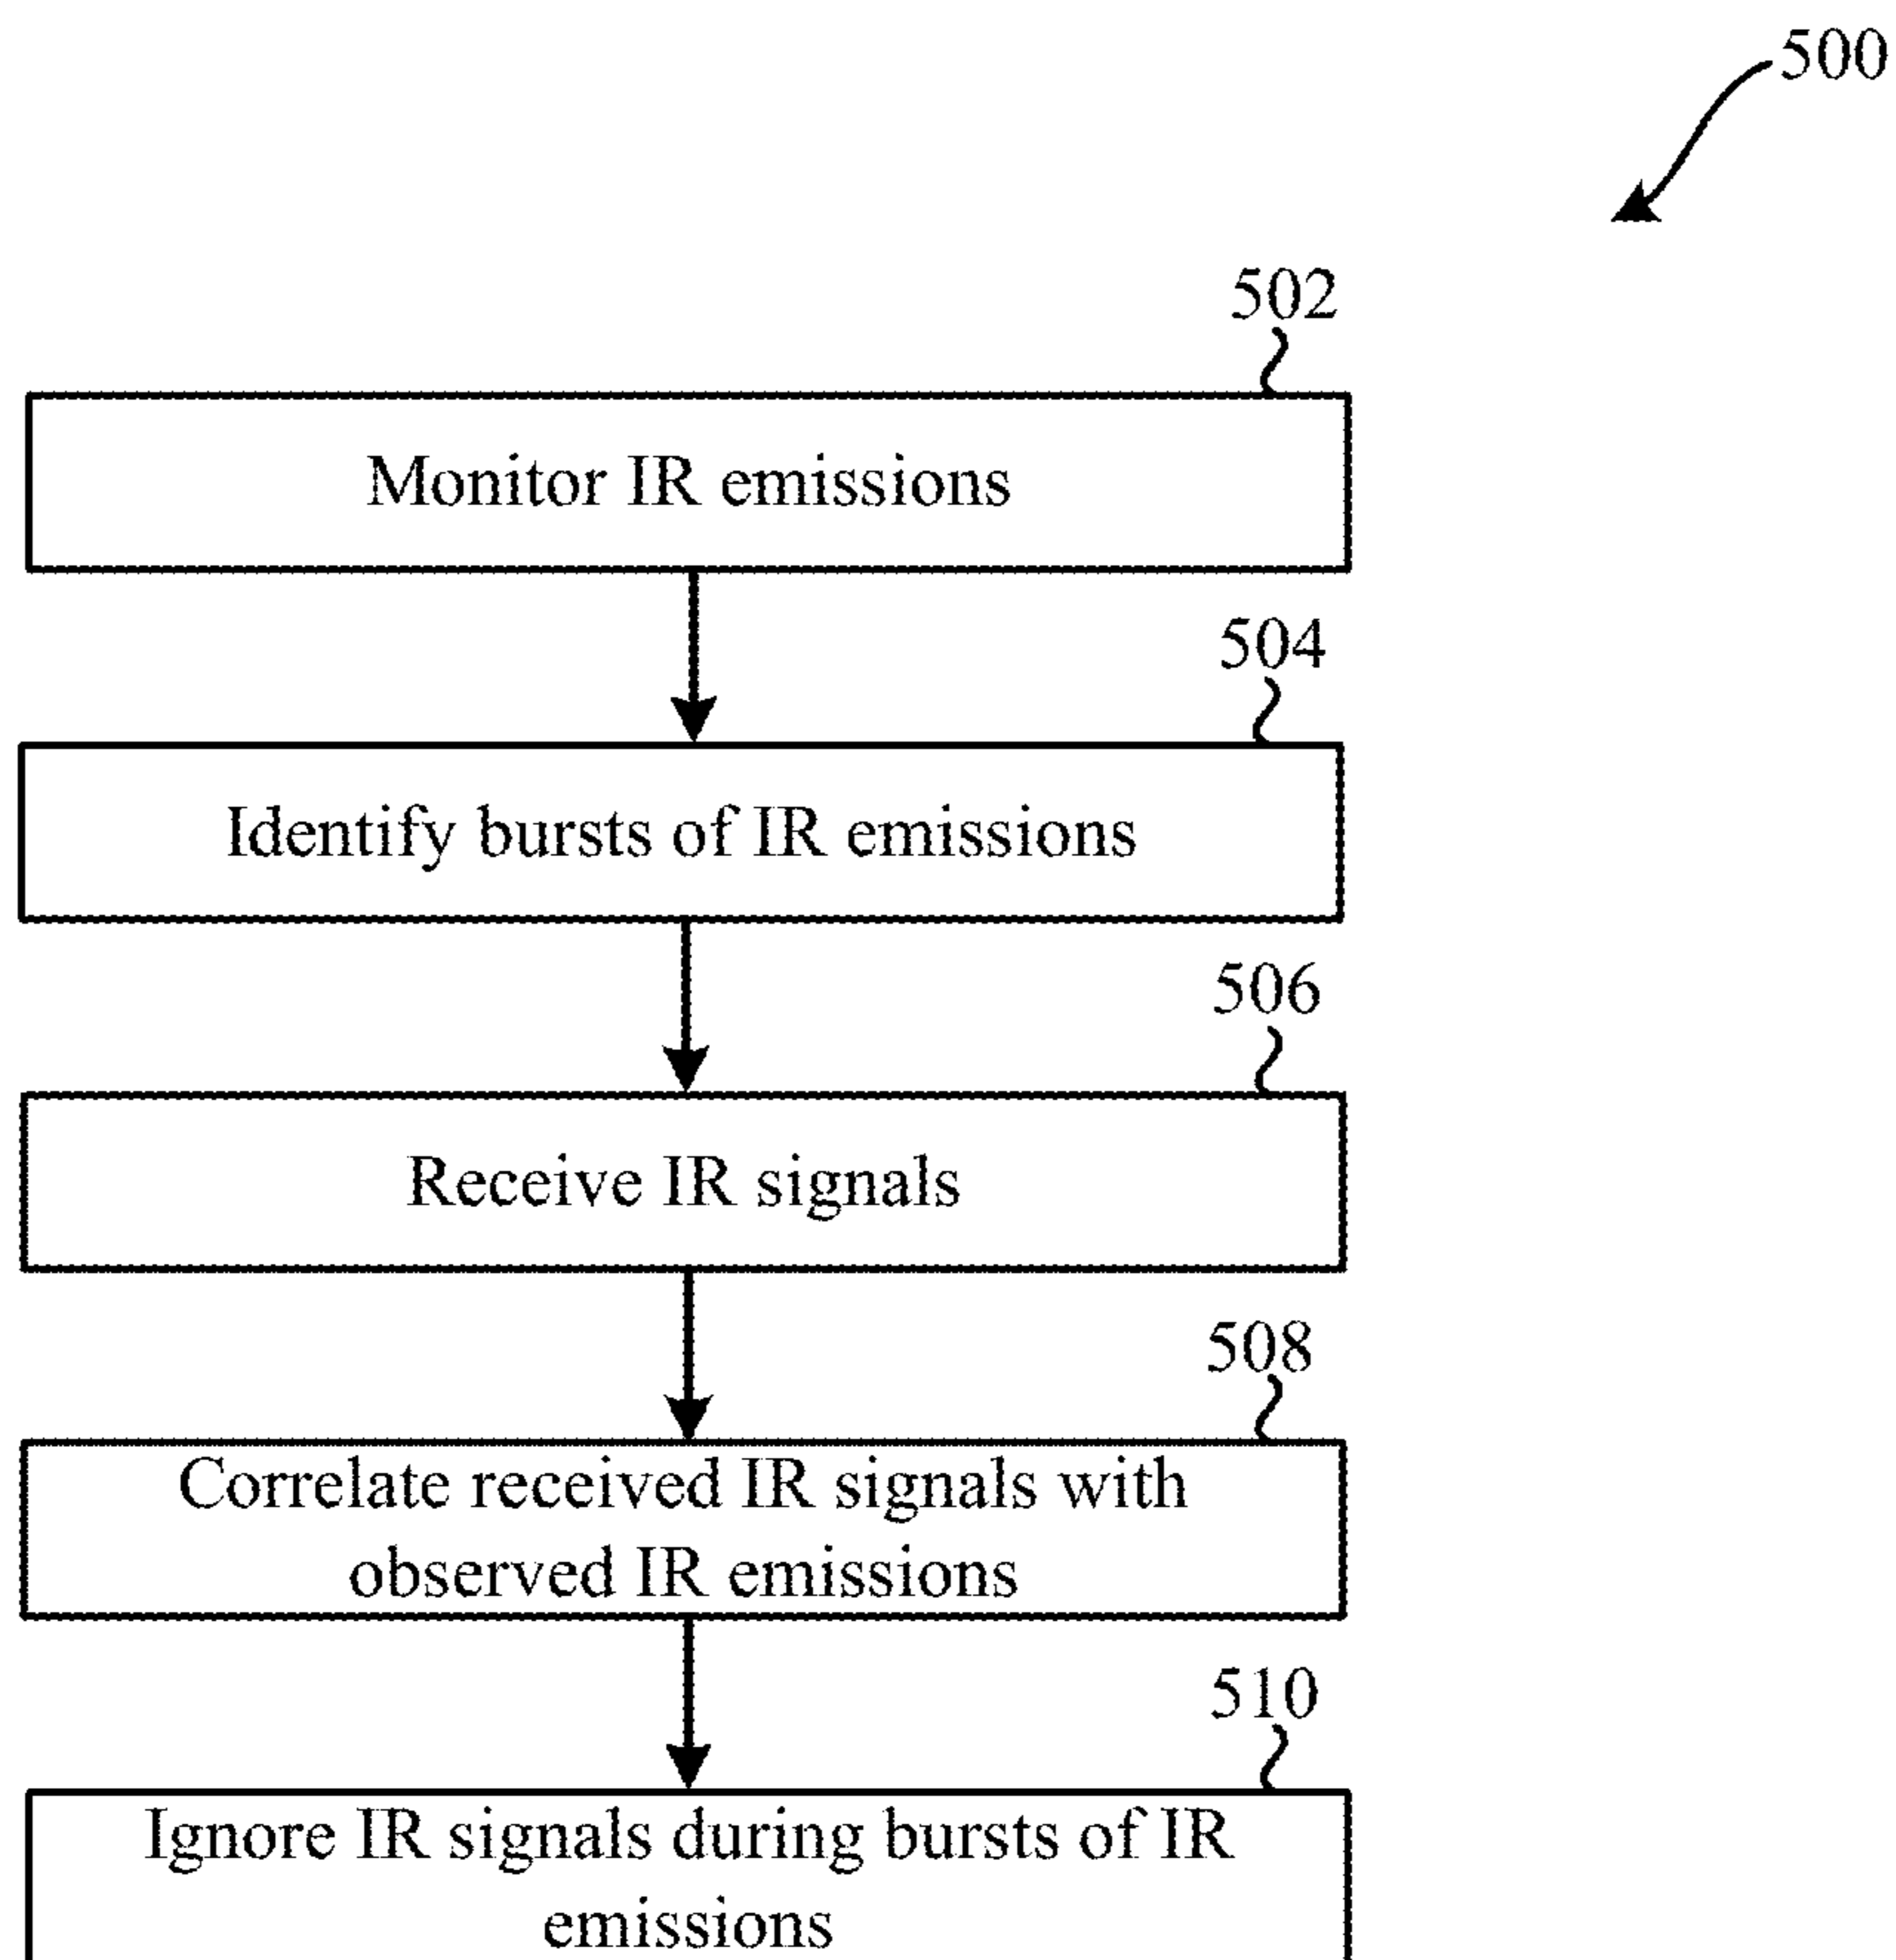 500
502
Monitor IR emissions
504
Identify bursts of IR emissions
506
Receive IR signals
508
Correlate received IR signals with
observed IR emissions
510
Ignore IR signals during bursts of IR
emissions